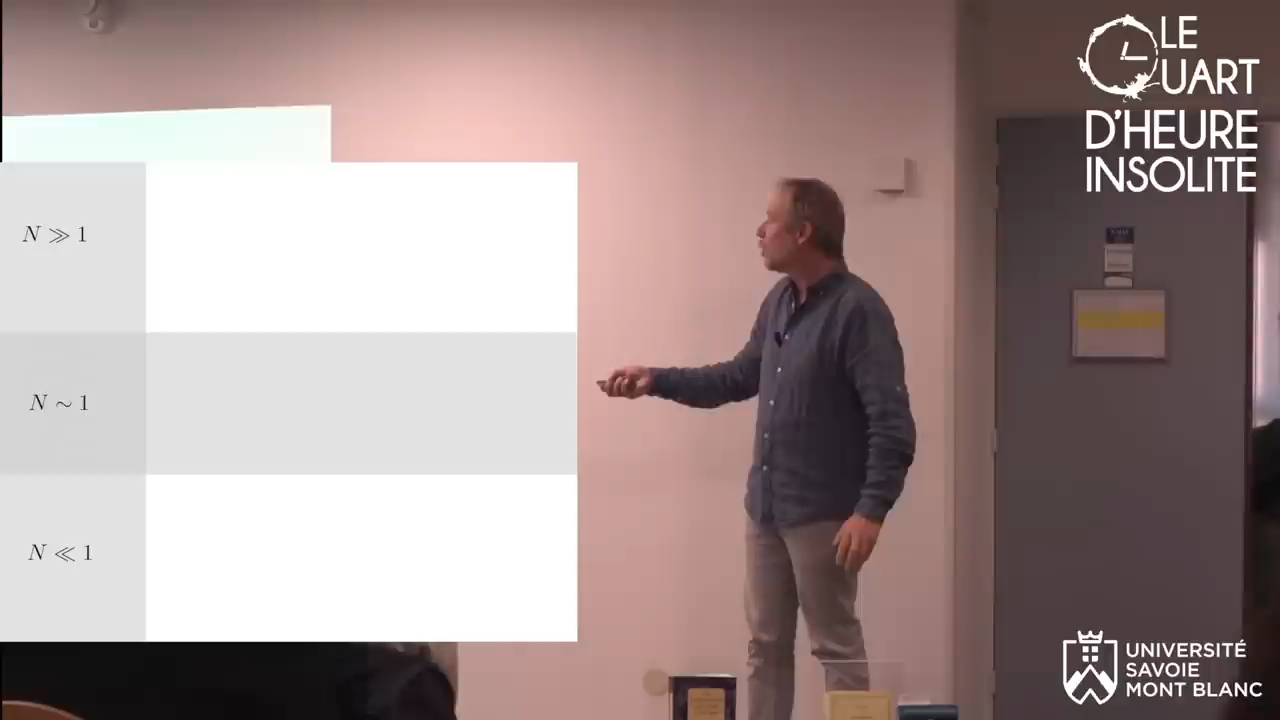 LE
QUART
D'HEURE
INSOLITE
N ≫ 1
N ∼ 1
N ≪ 1
UNIVERSITÉ
SAVOIE
MONT BLANC